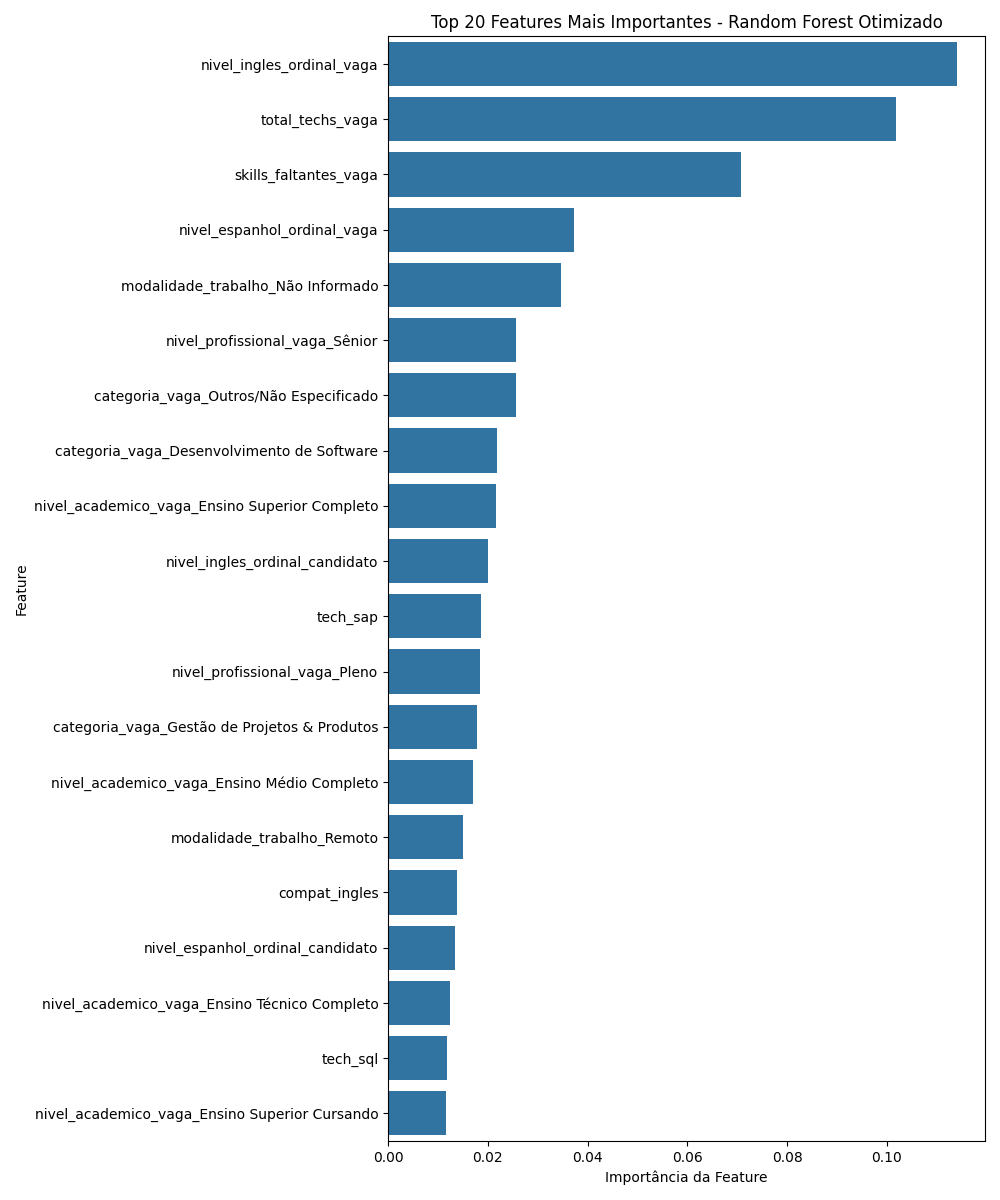 Top 20 Features Mais Importantes - Random Forest Otimizado
nivel_ingles_ordinal_vaga
total_techs_vaga
skills_faltantes_vaga
nivel_espanhol_ordinal_vaga
modalidade_trabalho_Não Informado
nivel_profissional_vaga_Sênior
categoria_vaga_Outros/Não Especificado
categoria_vaga_Desenvolvimento de Software
nivel_academico_vaga_Ensino Superior Completo
nivel_ingles_ordinal_candidato
tech_sap
nivel_profissional_vaga_Pleno
categoria_vaga_Gestão de Projetos & Produtos
nivel_academico_vaga_Ensino Médio Completo
modalidade_trabalho_Remoto
compat_ingles
nivel_espanhol_ordinal_candidato
nivel_academico_vaga_Ensino Técnico Completo
tech_sql
nivel_academico_vaga_Ensino Superior Cursando
Feature
0.00 0.02 0.04 0.06 0.08 0.10
Importância da Feature